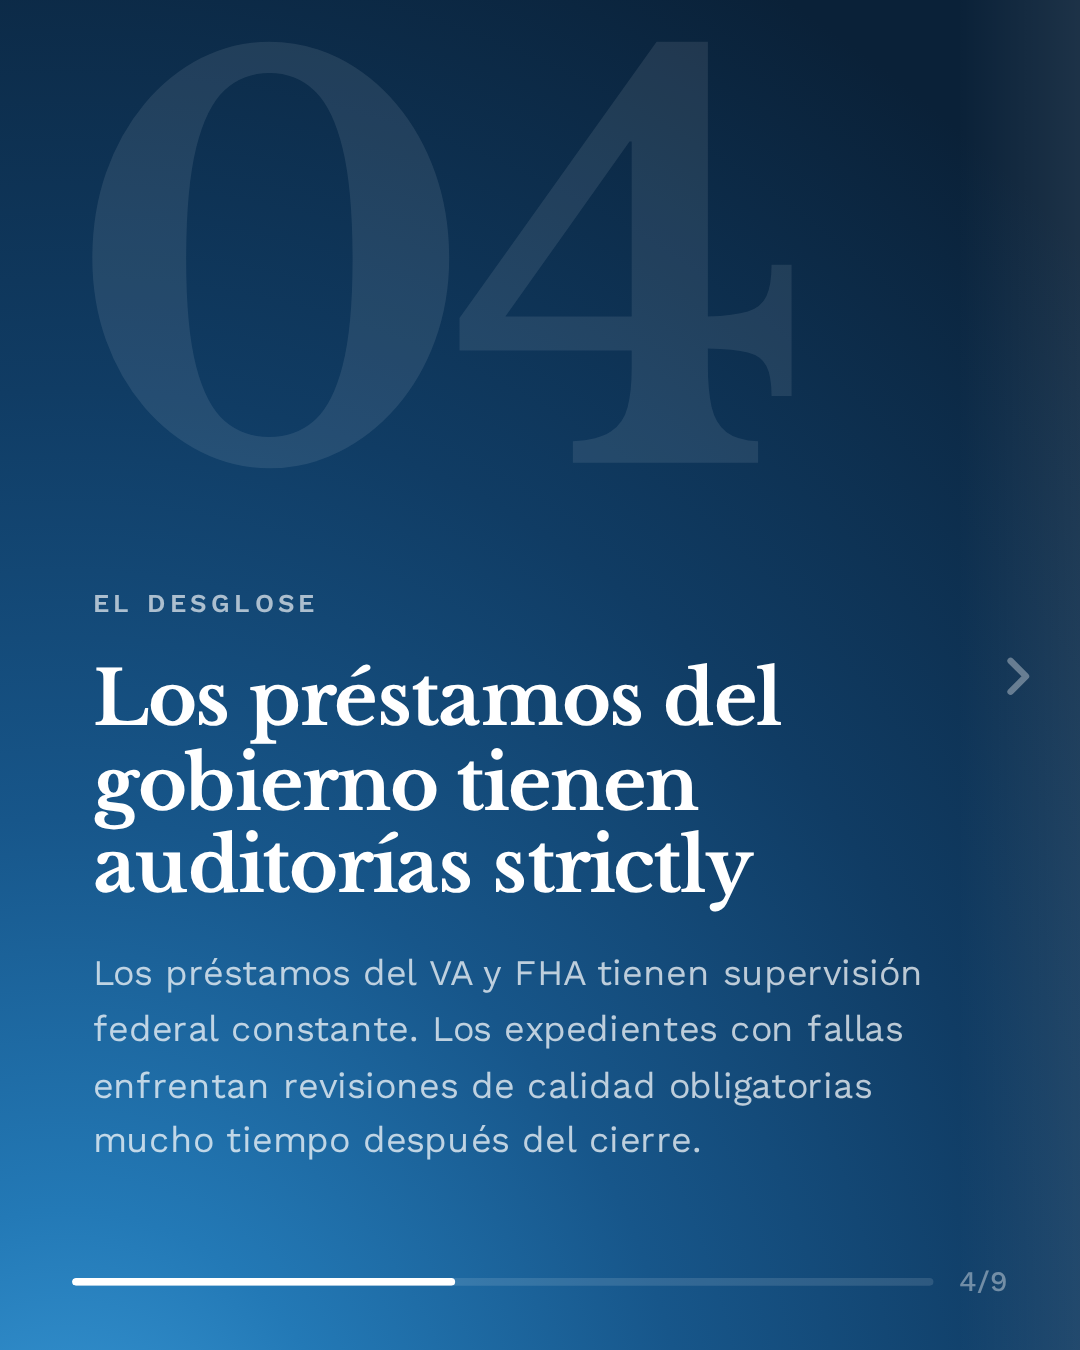 04
EL DESGLOSE
Los préstamos del
gobierno tienen
auditorías strictly
Los préstamos del VA y FHA tienen supervisión
federal constante. Los expedientes con fallas
enfrentan revisiones de calidad obligatorias
mucho tiempo después del cierre.
4/9